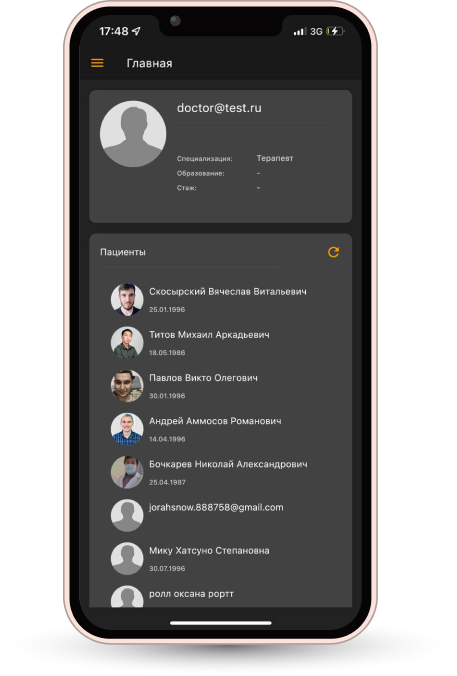 17:48
3G
Главная
doctor@test.ru
Специализация: Терапевт
Образование: -
Стаж: -
Пациенты
Скосырский Вячеслав Витальевич
25.01.1996
Титов Михаил Аркадьевич
18.05.1986
Павлов Викто Олегович
30.01.1996
Андрей Аммосов Романович
14.04.1996
Бочкарев Николай Александрович
25.04.1987
jorahsnow.888758@gmail.com
Мику Хатсуно Степановна
30.07.1996
ролл оксана рортт